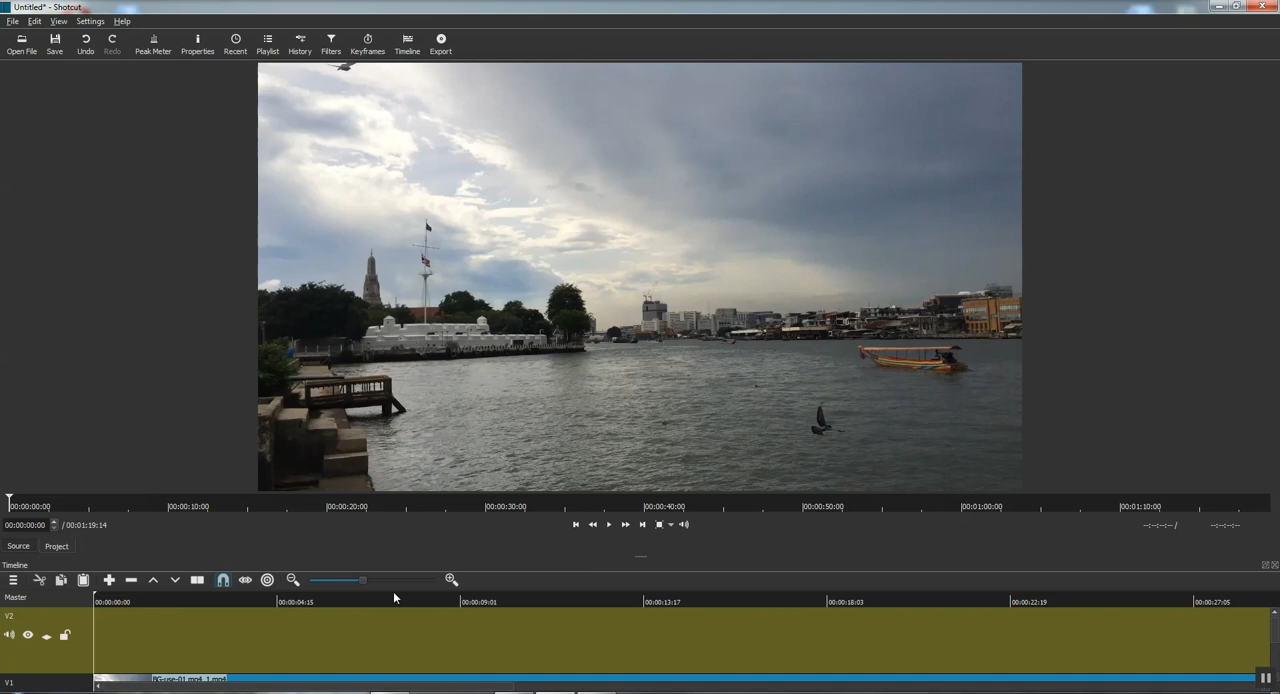 Untitled* - Shotcut
File Edit View Settings Help
Open File Save Undo Redo Peak Meter Properties Recent Playlist History Filters Keyframes Timeline Export
00:00:00:00 00:00:10:00 00:00:20:00 00:00:30:00 00:00:40:00 00:00:50:00 00:01:00:00 00:01:10:00
00:00:00:00 / 00:01:19:14 --:--:--:-- / --:--:--:--
Source Project
Timeline
Master 00:00:00:00 00:00:04:15 00:00:09:01 00:00:13:17 00:00:18:03 00:00:22:19 00:00:27:05
V2
V1 BG-use-01.mp4_1.mp4